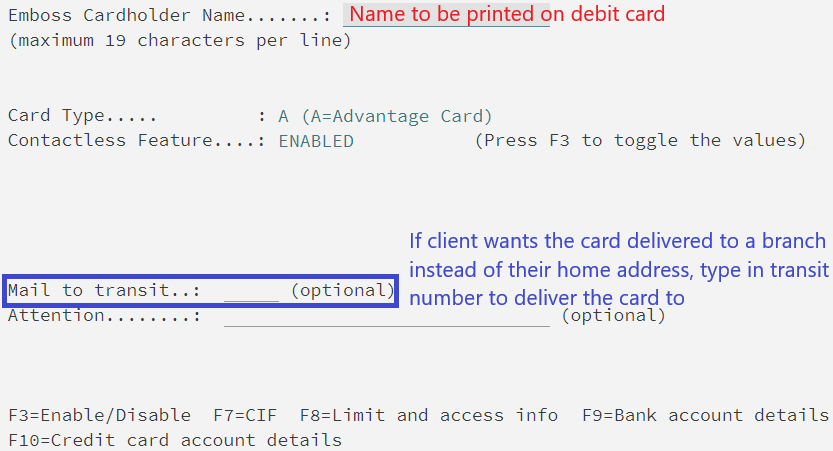 Emboss Cardholder Name.......: Name to be printed on debit card
(maximum 19 characters per line)
Card Type.....          : A (A=Advantage Card)
Contactless Feature....: ENABLED          (Press F3 to toggle the values)
If client wants the card delivered to a branch
instead of their home address, type in transit
number to deliver the card to
Mail to transit..: _____ (optional)
Attention........: ______________________________ (optional)
F3=Enable/Disable  F7=CIF  F8=Limit and access info  F9=Bank account details
F10=Credit card account details